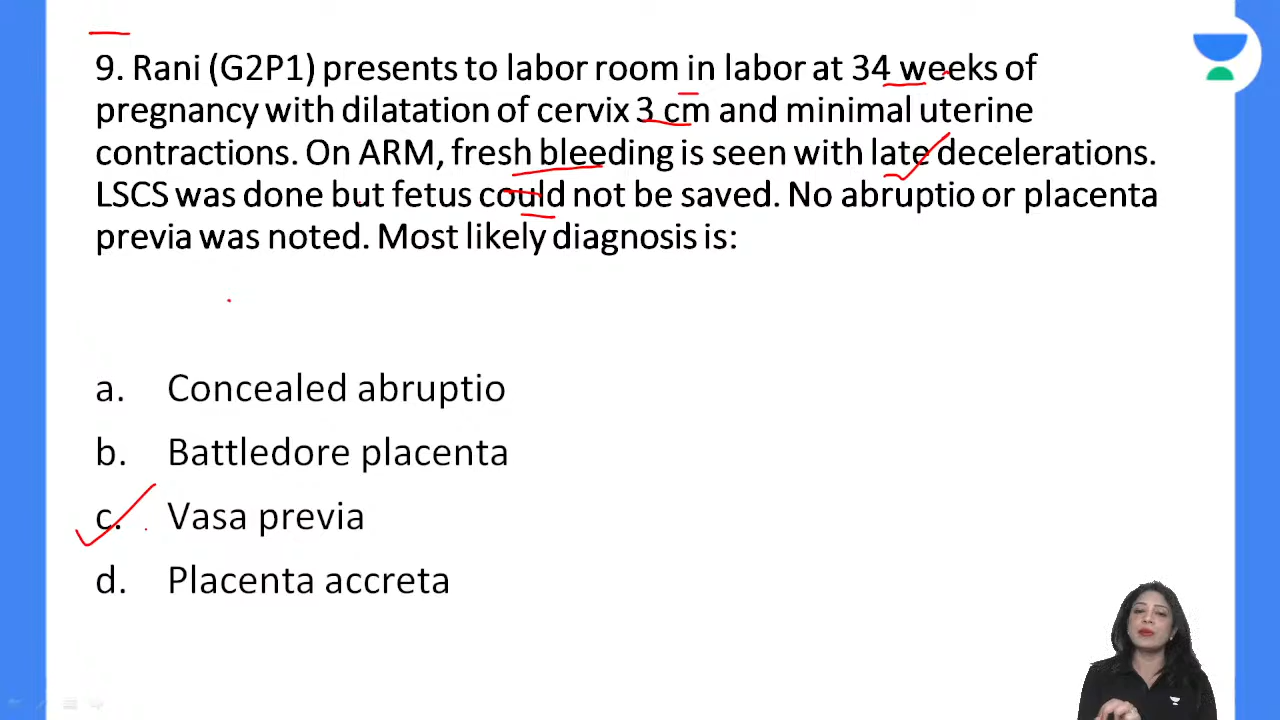 9. Rani (G2P1) presents to labor room in labor at 34 weeks of
pregnancy with dilatation of cervix 3 cm and minimal uterine
contractions. On ARM, fresh bleeding is seen with late decelerations.
LSCS was done but fetus could not be saved. No abruptio or placenta
previa was noted. Most likely diagnosis is:
a. Concealed abruptio
b. Battledore placenta
c. Vasa previa
d. Placenta accreta